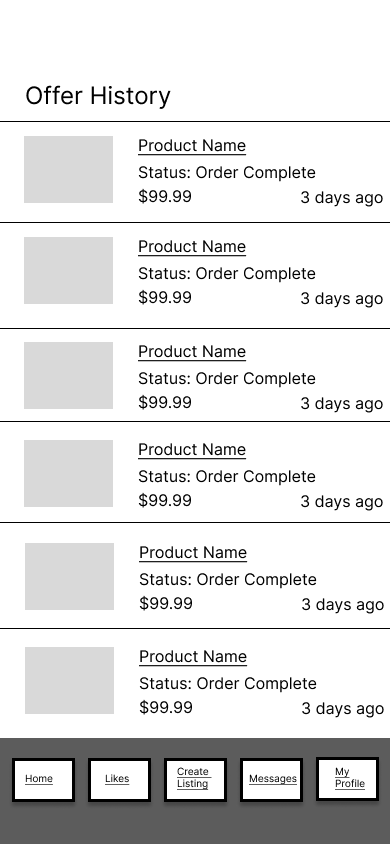 Offer History
Product Name
Status: Order Complete
$99.99 3 days ago
Product Name
Status: Order Complete
$99.99 3 days ago
Product Name
Status: Order Complete
$99.99 3 days ago
Product Name
Status: Order Complete
$99.99 3 days ago
Product Name
Status: Order Complete
$99.99 3 days ago
Product Name
Status: Order Complete
$99.99 3 days ago
Home
Likes
Create
Listing
Messages
My
Profile